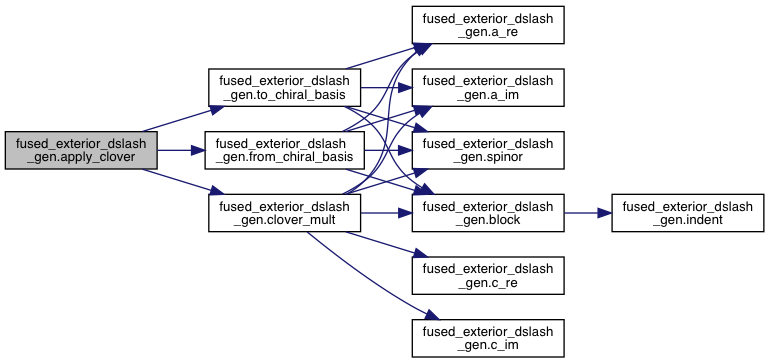 fused_exterior_dslash
_gen.apply_clover
fused_exterior_dslash
_gen.to_chiral_basis
fused_exterior_dslash
_gen.from_chiral_basis
fused_exterior_dslash
_gen.clover_mult
fused_exterior_dslash
_gen.a_re
fused_exterior_dslash
_gen.a_im
fused_exterior_dslash
_gen.spinor
fused_exterior_dslash
_gen.block
fused_exterior_dslash
_gen.c_re
fused_exterior_dslash
_gen.c_im
fused_exterior_dslash
_gen.indent